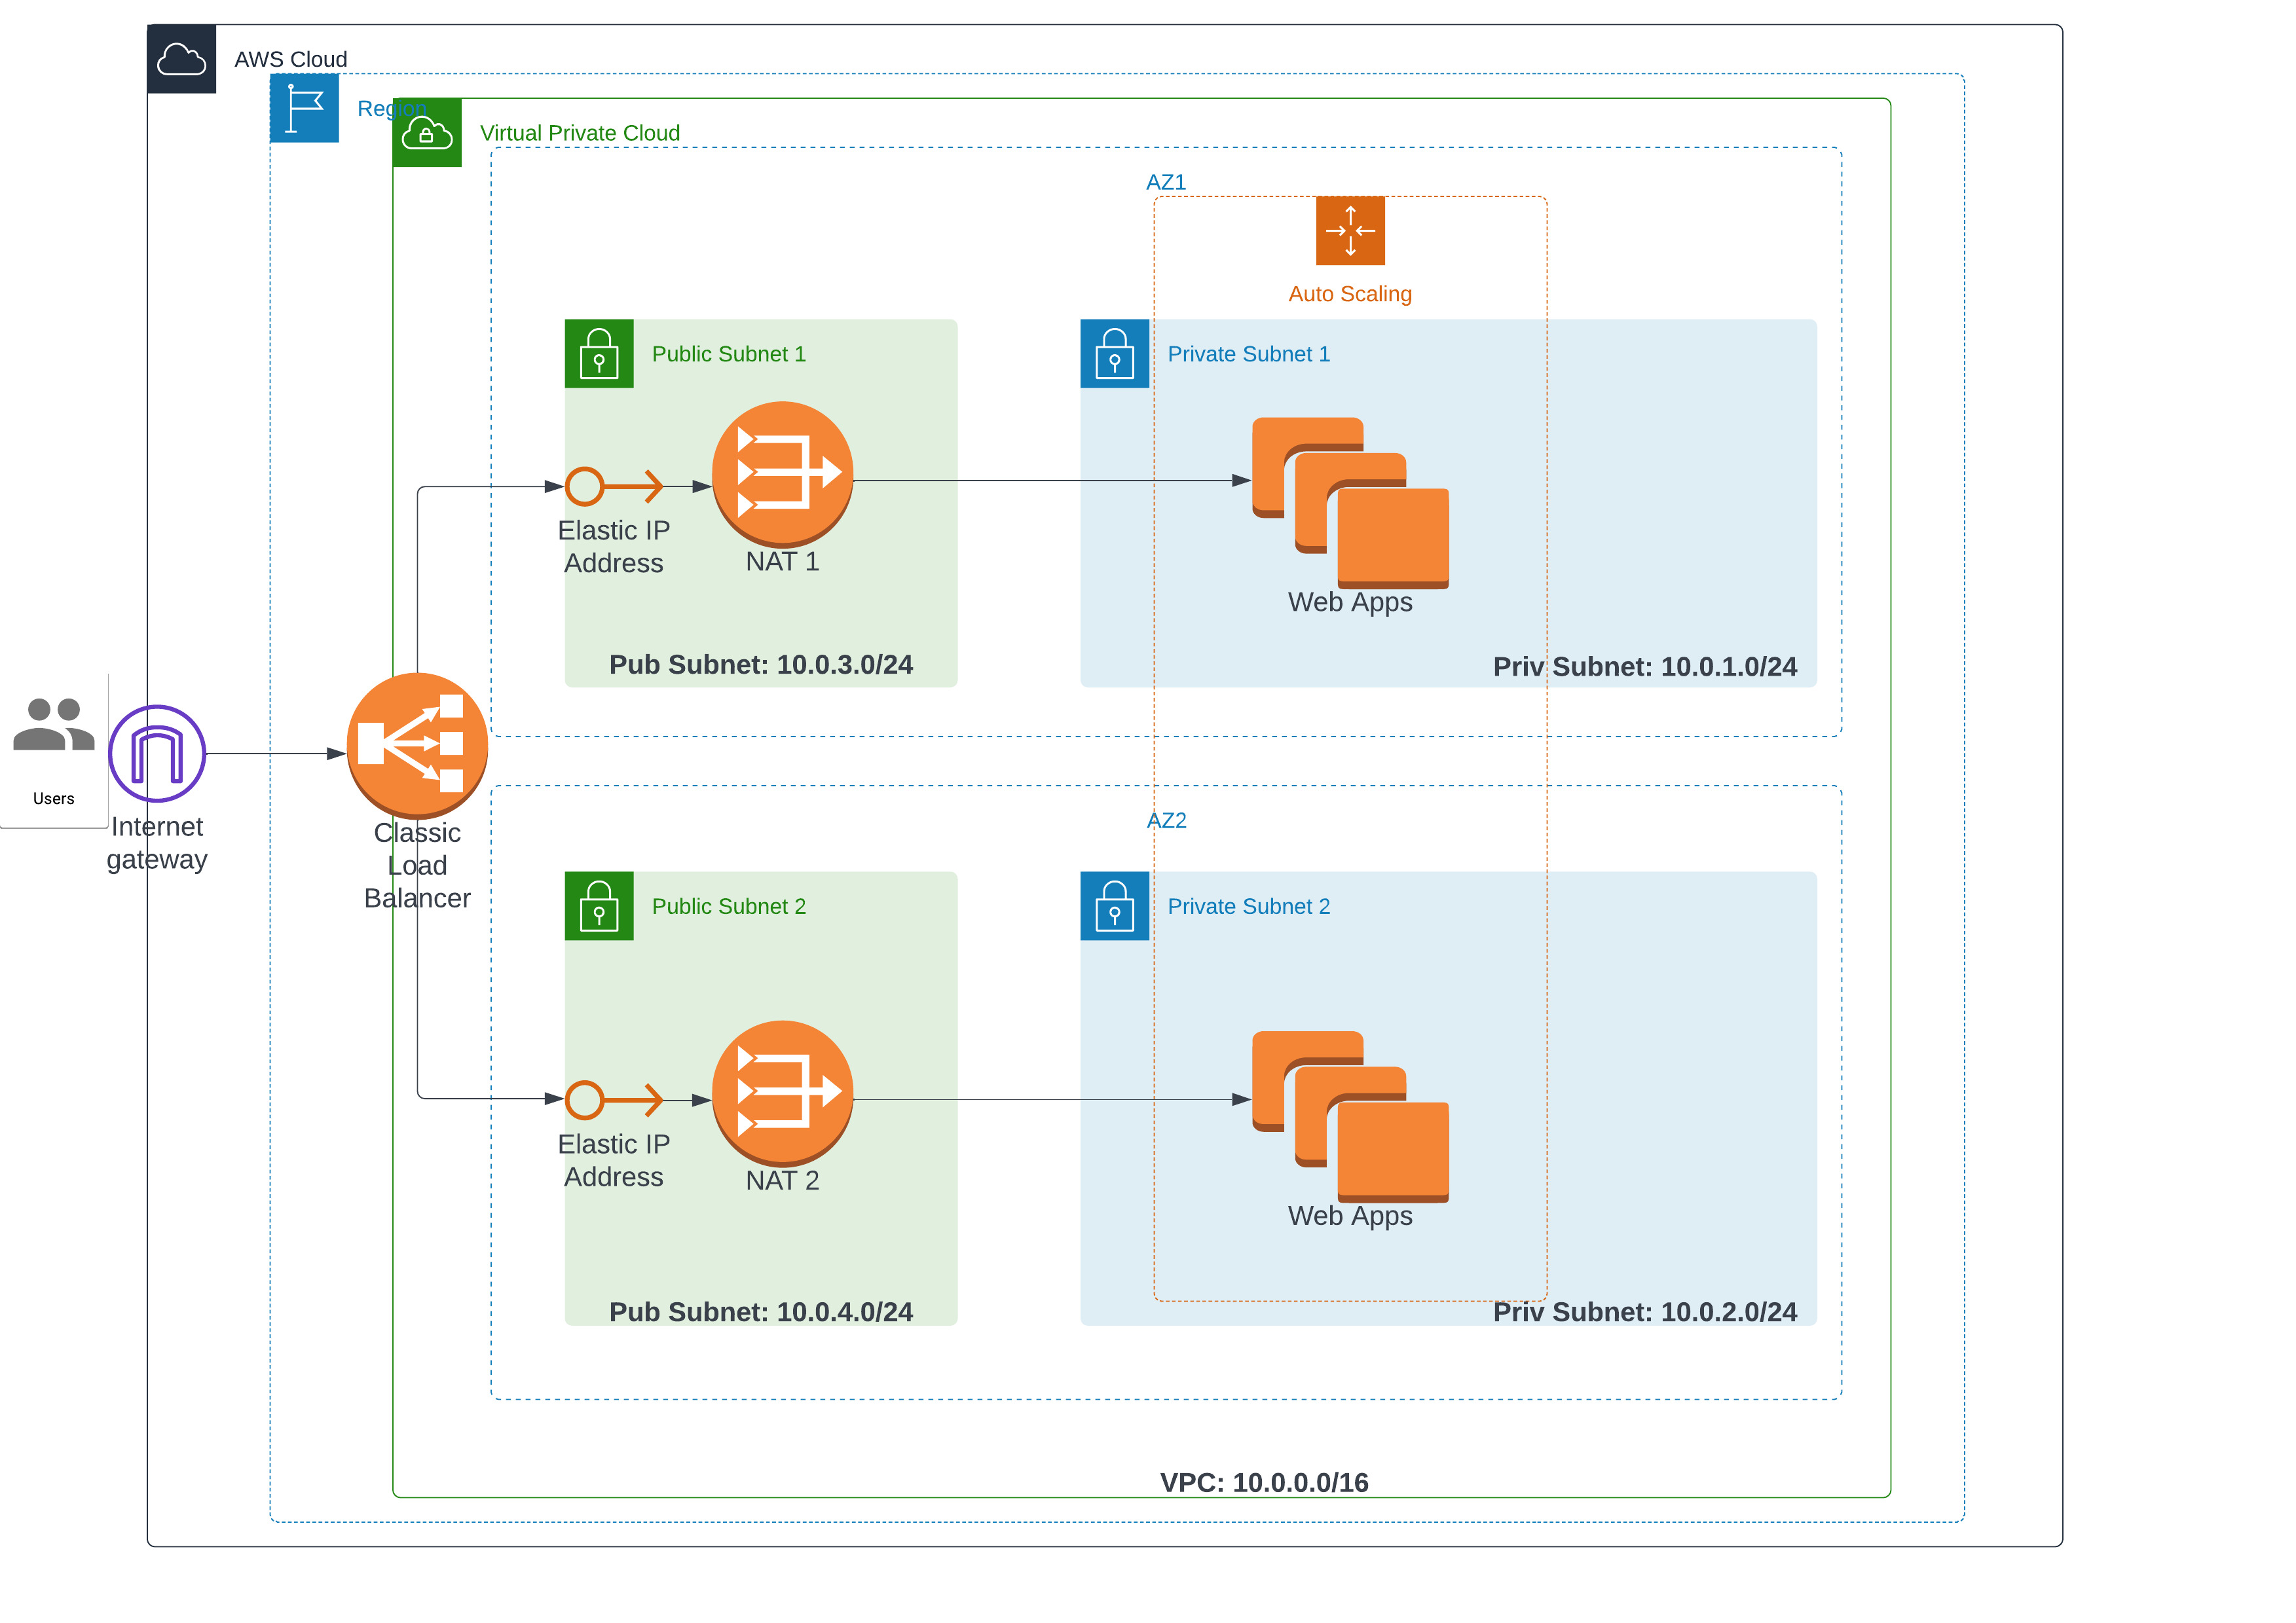 AWS Cloud
Region
Virtual Private Cloud
AZ1
Auto Scaling
Public Subnet 1
Private Subnet 1
Elastic IP
Address
NAT 1
Web Apps
Pub Subnet: 10.0.3.0/24
Priv Subnet: 10.0.1.0/24
Users
Internet
gateway
Classic
Load
Balancer
AZ2
Public Subnet 2
Private Subnet 2
Elastic IP
Address
NAT 2
Web Apps
Pub Subnet: 10.0.4.0/24
Priv Subnet: 10.0.2.0/24
VPC: 10.0.0.0/16